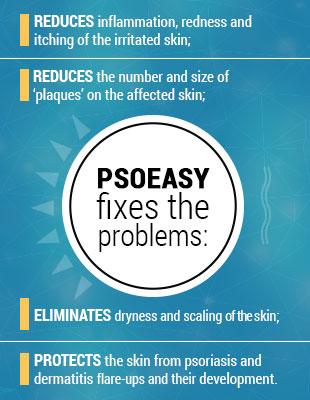 REDUCES inflammation, redness and
itching of the irritated skin;
REDUCES the number and size of
‘plaques’ on the affected skin;
PSOEASY
fixes the
problems:
ELIMINATES dryness and scaling of the skin;
PROTECTS the skin from psoriasis and
dermatitis flare-ups and their development.